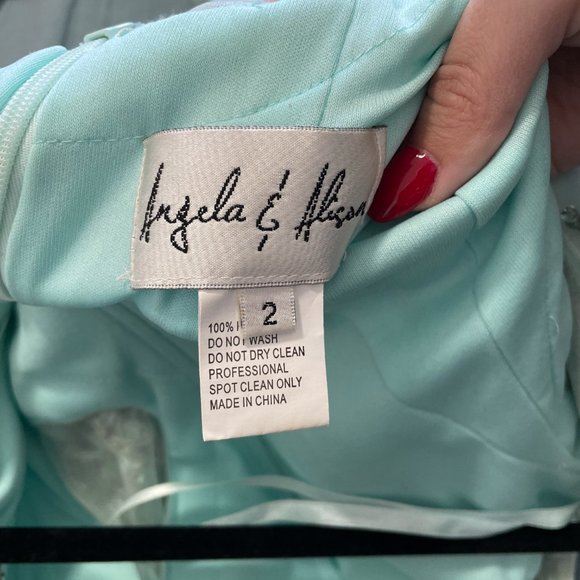 Angela & Alison
2
100%
DO NOT WASH
DO NOT DRY CLEAN
PROFESSIONAL
SPOT CLEAN ONLY
MADE IN CHINA